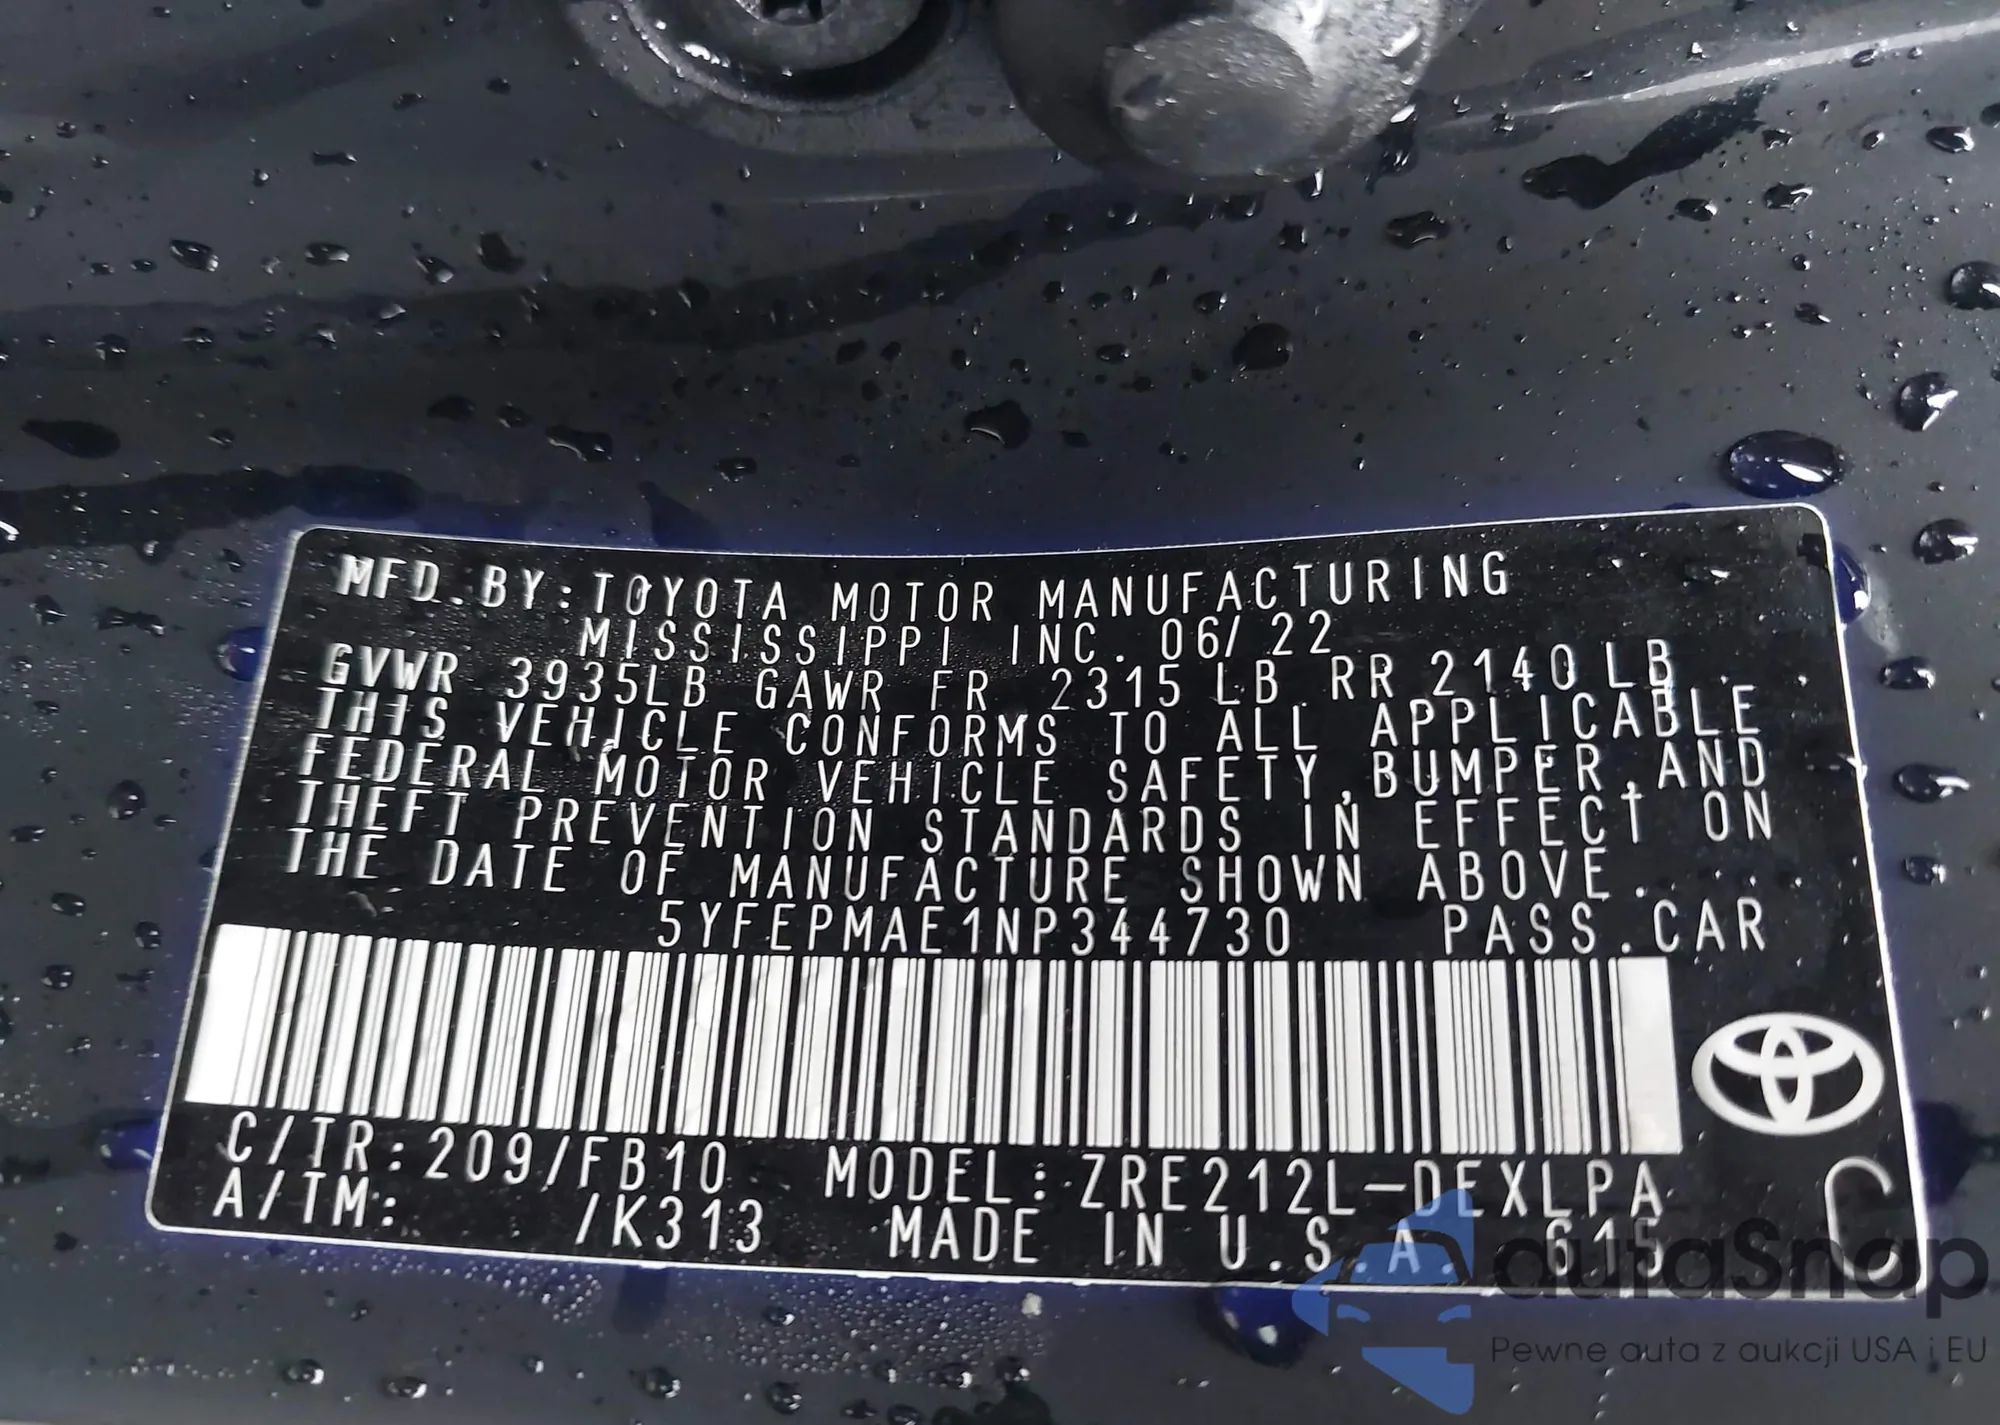 MFD.BY:TOYOTA MOTOR MANUFACTURING
MISSISSIPPI INC. 06/22
GVWR 3935LB GAWR FR 2315 LB RR 2140LB
THIS VEHICLE CONFORMS TO ALL APPLICABLE
FEDERAL MOTOR VEHICLE SAFETY,BUMPER,AND
THEFT PREVENTION STANDARDS IN EFFECT ON
THE DATE OF MANUFACTURE SHOWN ABOVE.
5YFEPMAE1NP344730 PASS.CAR
C/TR:209/FB10 MODEL:ZRE212L-DEXLPA
A/TM: /K313 MADE IN U.S.A. 615
C
autaSnap
Pewne auta z aukcji USA i EU